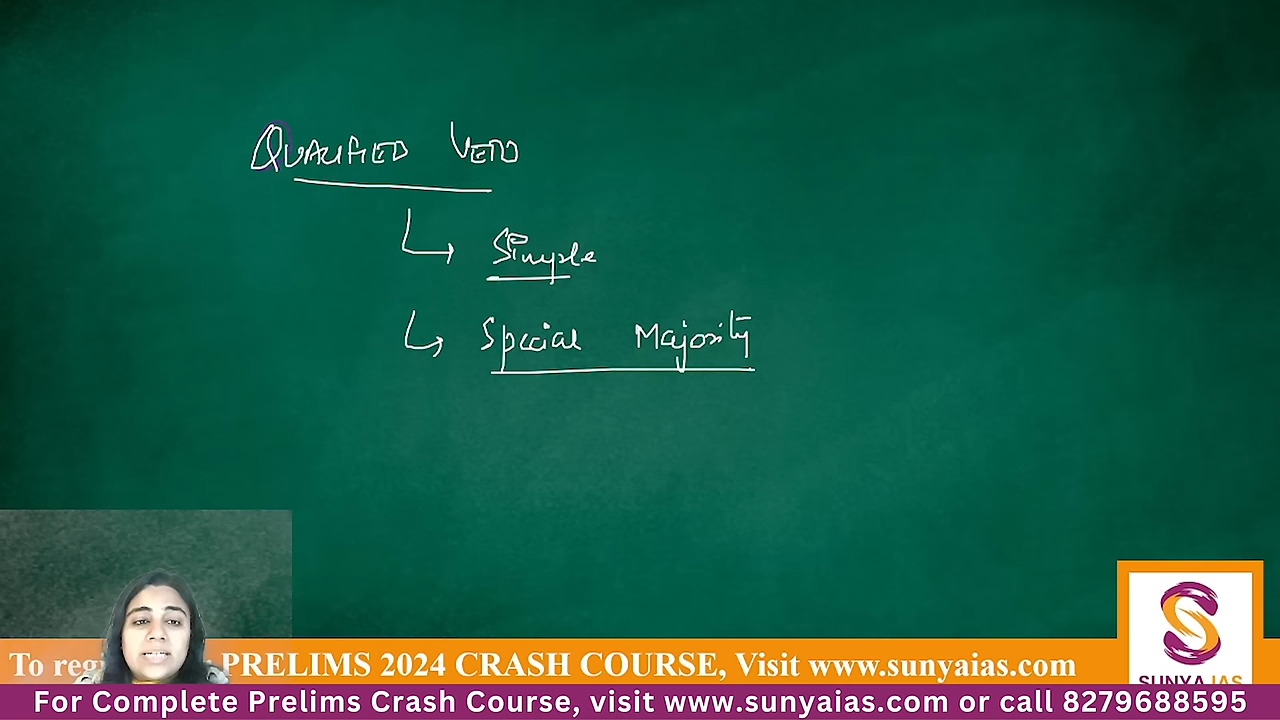 QUALIFIED VETO
Simple
Special Majority
SUNYA IAS
To reg PRELIMS 2024 CRASH COURSE, Visit www.sunyaias.com
For Complete Prelims Crash Course, visit www.sunyaias.com or call 8279688595